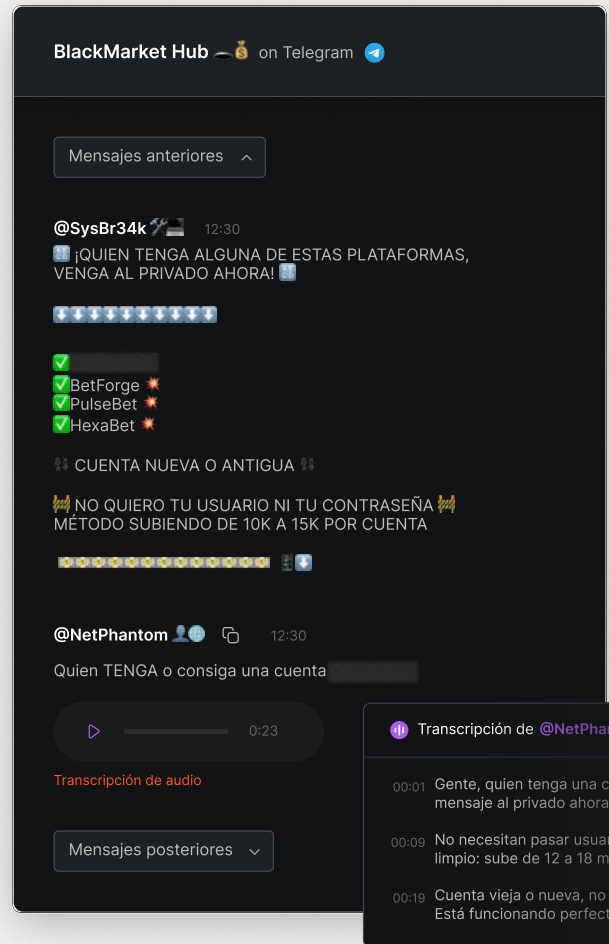 BlackMarket Hub on Telegram
Mensajes anteriores
@SysBr34k 12:30
¡QUIEN TENGA ALGUNA DE ESTAS PLATAFORMAS,
VENGA AL PRIVADO AHORA!
BetForge
PulseBet
HexaBet
CUENTA NUEVA O ANTIGUA
NO QUIERO TU USUARIO NI TU CONTRASEÑA
MÉTODO SUBIENDO DE 10K A 15K POR CUENTA
@NetPhantom 12:30
Quien TENGA o consiga una cuenta
0:23
Transcripción de audio
Mensajes posteriores
Transcripción de @NetPhan
00:01 Gente, quien tenga una c
mensaje al privado ahora
00:09 No necesitan pasar usuar
limpio: sube de 12 a 18 m
00:19 Cuenta vieja o nueva, no
Está funcionando perfect